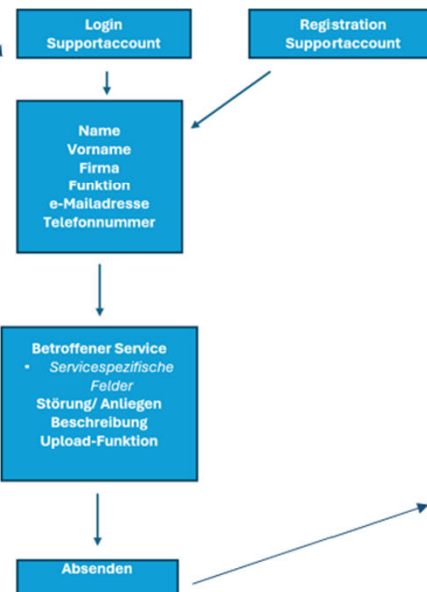 Login
Supportaccount
Registration
Supportaccount
Name
Vorname
Firma
Funktion
e-Mailadresse
Telefonnummer
Betroffener Service
• Servicespezifische
Felder
Störung/ Anliegen
Beschreibung
Upload-Funktion
Absenden